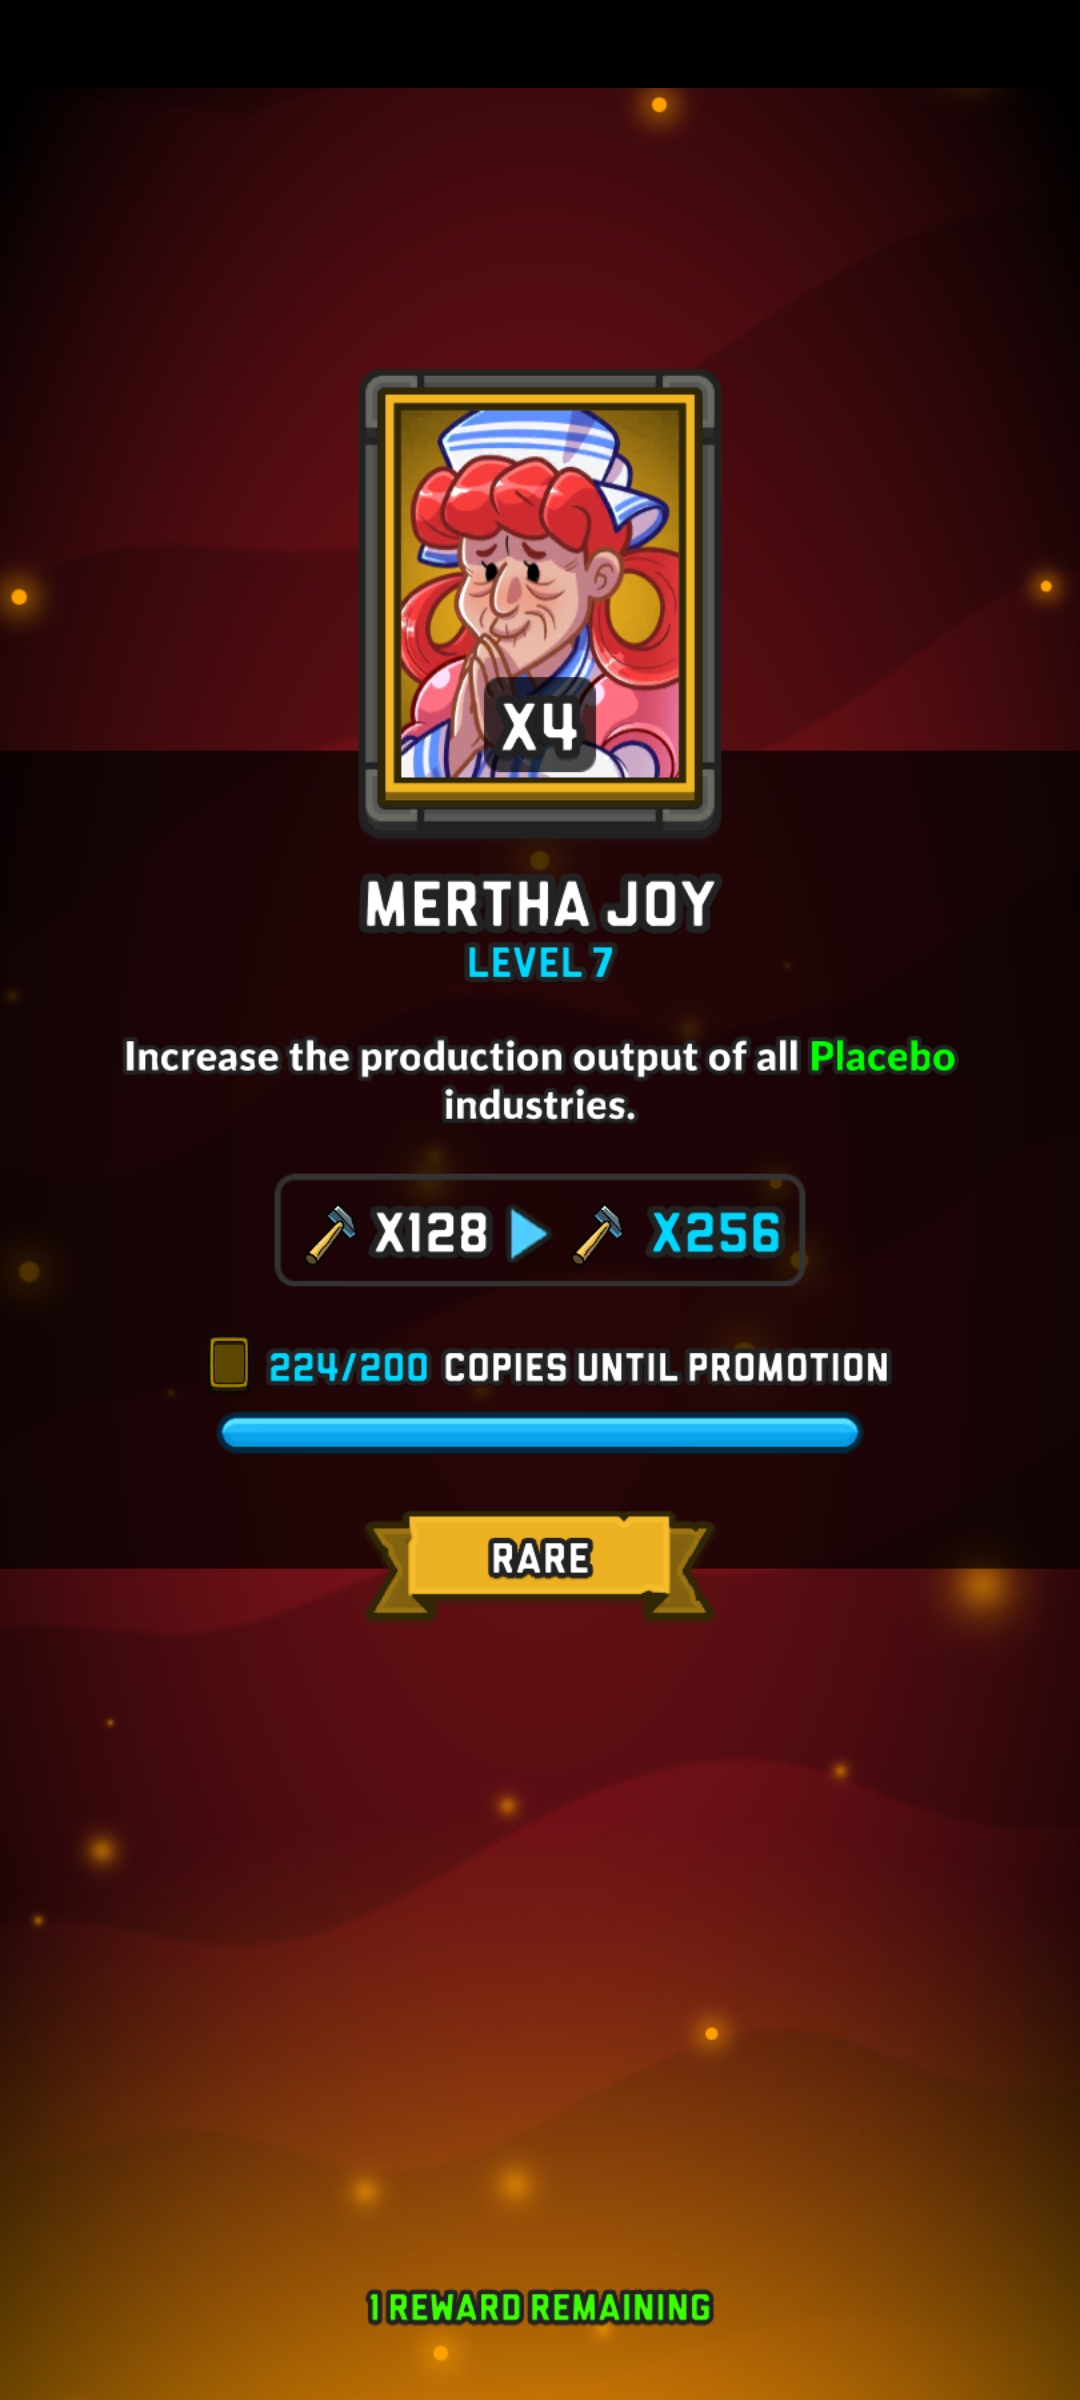 X4
MERTHA JOY
LEVEL 7
Increase the production output of all Placebo
industries.
X128 X256
224/200 COPIES UNTIL PROMOTION
RARE
1 REWARD REMAINING